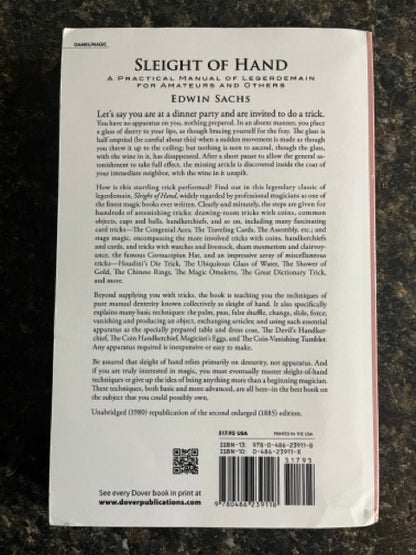 GAMES/MAGIC
SLEIGHT OF HAND
A PRACTICAL MANUAL OF LEGERDEMAIN
FOR AMATEURS AND OTHERS
EDWIN SACHS
Let's say you are at a dinner party and are invited to do a trick.
You have no apparatus on you, nothing prepared. In an absent manner, you place
a glass of sherry to your lips, as though bracing yourself for the fray. The glass is
half emptied (be careful about this) when a sudden movement is made as though
you threw it up to the ceiling; but nothing is seen to ascend, though the glass,
with the wine in it, has disappeared. After a short pause to allow the general as-
tonishment to take full effect, the missing article is discovered inside the coat of
your immediate neighbor, with the wine in it unspilt.
How is this startling trick performed? Find out in this legendary classic of
legerdemain, Sleight of Hand, widely regarded by professional magicians as one of
the finest magic books ever written. Clearly and minutely, the steps are given for
hundreds of astonishing tricks: drawing-room tricks with coins, common
objects, cups and balls, handkerchiefs, and so on, including many fascinating
card tricks—The Congenial Aces, The Traveling Cards, The Assembly, etc.; and
stage magic, encompassing the more involved tricks with coins, handkerchiefs
and cards, and tricks with watches and livestock, sham mesmerism and clairvoy-
ance, the famous Cornucopian Hat, and an impressive array of miscellaneous
tricks—Houdini's Die Trick, The Ubiquitous Glass of Water, The Shower of
Gold, The Chinese Rings, The Magic Omelette, The Great Dictionary Trick,
and more.
Beyond supplying you with tricks, the book is teaching you the techniques of
pure manual dexterity known collectively as sleight of hand. It also specifically
explains many basic techniques: the palm, pass, false shuffle, change, slide, force;
vanishing and producing an object, exchanging articles; and using such essential
apparatus as the specially prepared table and dress coat, The Devil's Handker-
chief, The Coin Handkerchief, Magician's Eggs, and The Coin-Vanishing Tumbler.
Any apparatus required is inexpensive or easy to make.
Be assured that sleight of hand relies primarily on dexterity, not apparatus. And
if you are truly interested in magic, you must eventually master sleight-of-hand
techniques or give up the idea of being anything more than a beginning magician.
These techniques, both basic and more advanced, are all here—in the best book on
the subject that you could possibly own.
Unabridged (1980) republication of the second enlarged (1885) edition.
$17.95 USA PRINTED IN THE USA
ISBN-13: 978-0-486-23911-8
ISBN-10: 0-486-23911-X
51795
9 780486 239118
See every Dover book in print at
www.doverpublications.com